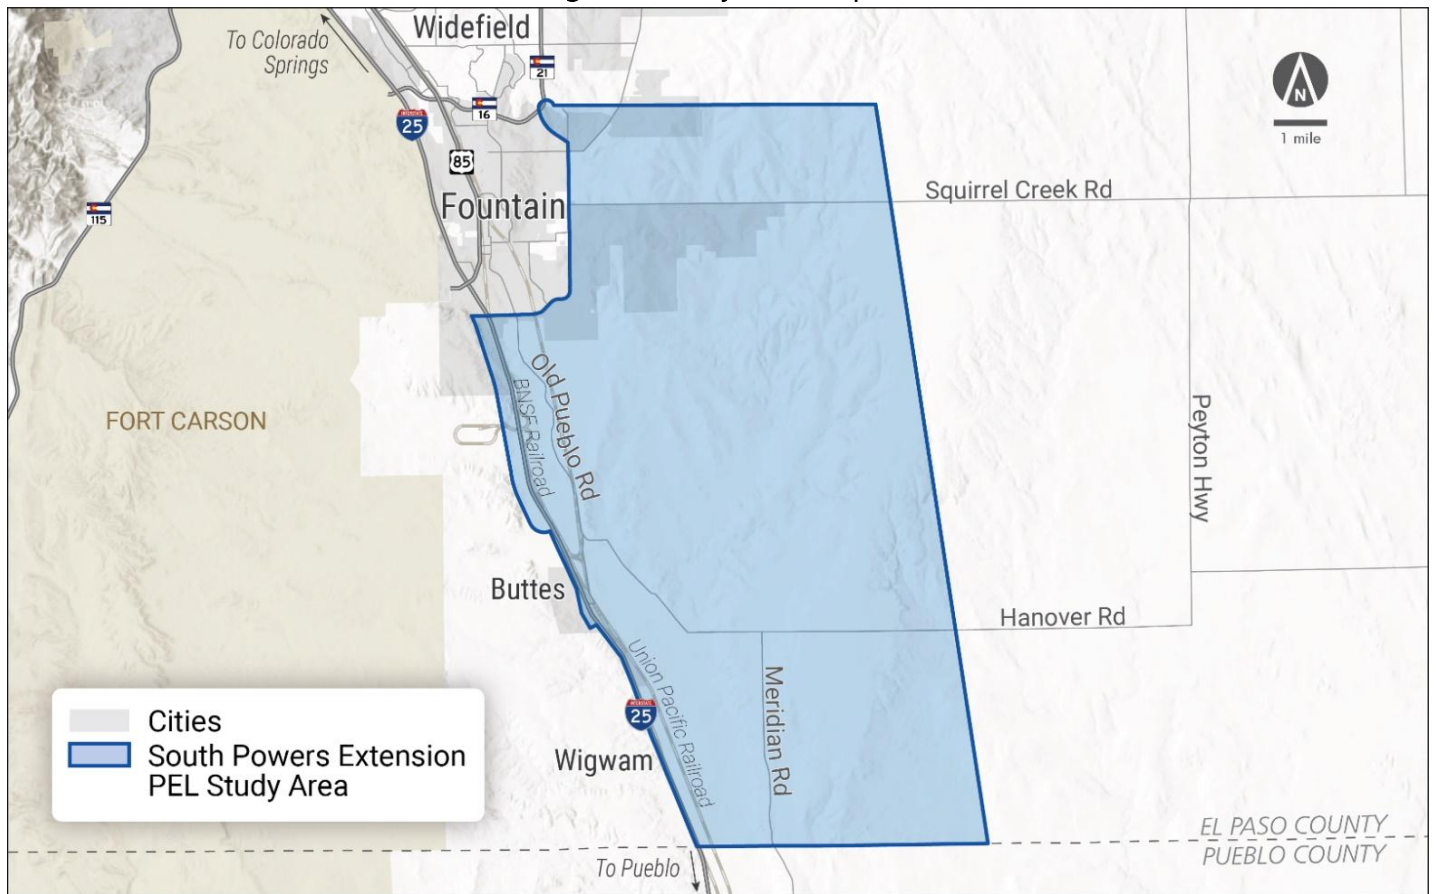 Widefield
To Colorado
Springs
21
16
INTERSTATE
25
N
1 mile
85
Squirrel Creek Rd
Fountain
115
Old Pueblo Rd
BNSF Railroad
FORT CARSON
Peyton Hwy
Buttes
Hanover Rd
Union Pacific Railroad
Meridian Rd
INTERSTATE
25
Wigwam
Cities
South Powers Extension
PEL Study Area
EL PASO COUNTY
PUEBLO COUNTY
To Pueblo